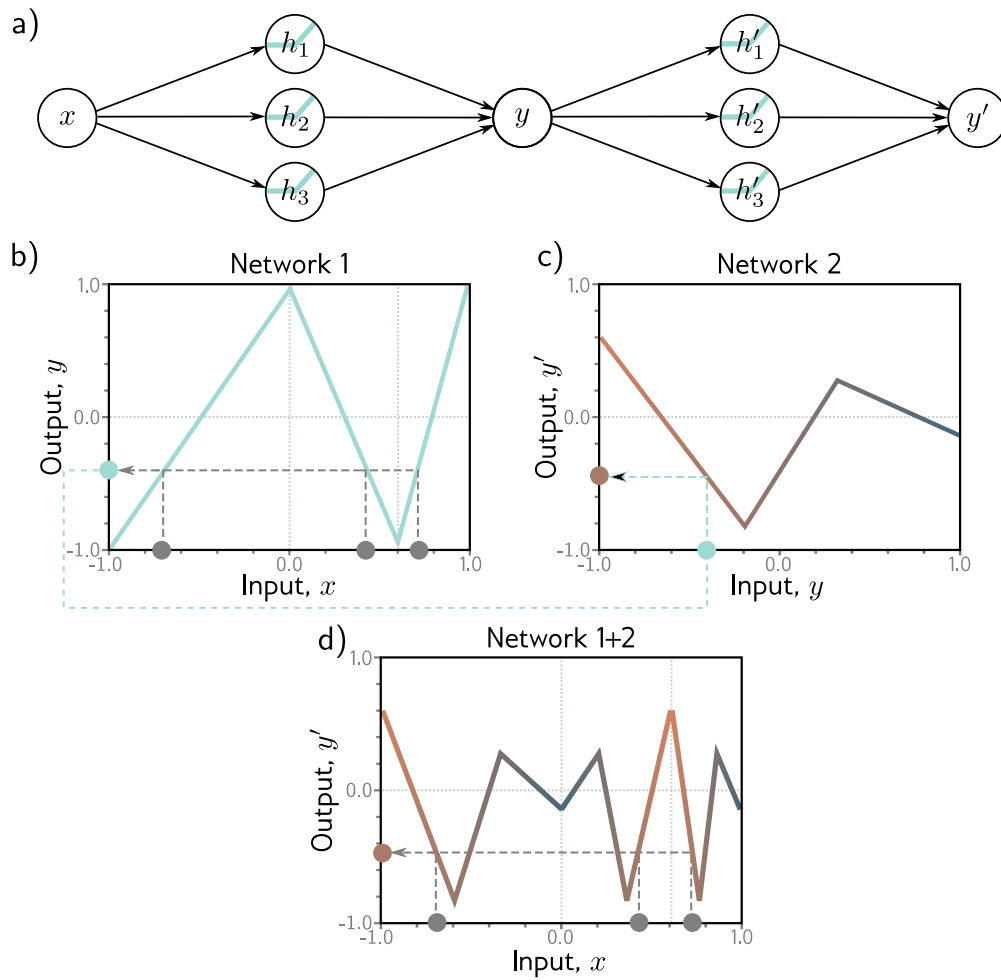 a)
h₁ h′₁
x h₂ y h′₂ y′
h₃ h′₃
b) Network 1
Output, y
1.0
0.0
-1.0
-1.0 0.0 1.0
Input, x
c) Network 2
Output, y′
1.0
0.0
-1.0
-1.0 0.0 1.0
Input, y
d) Network 1+2
Output, y′
1.0
0.0
-1.0
-1.0 0.0 1.0
Input, x